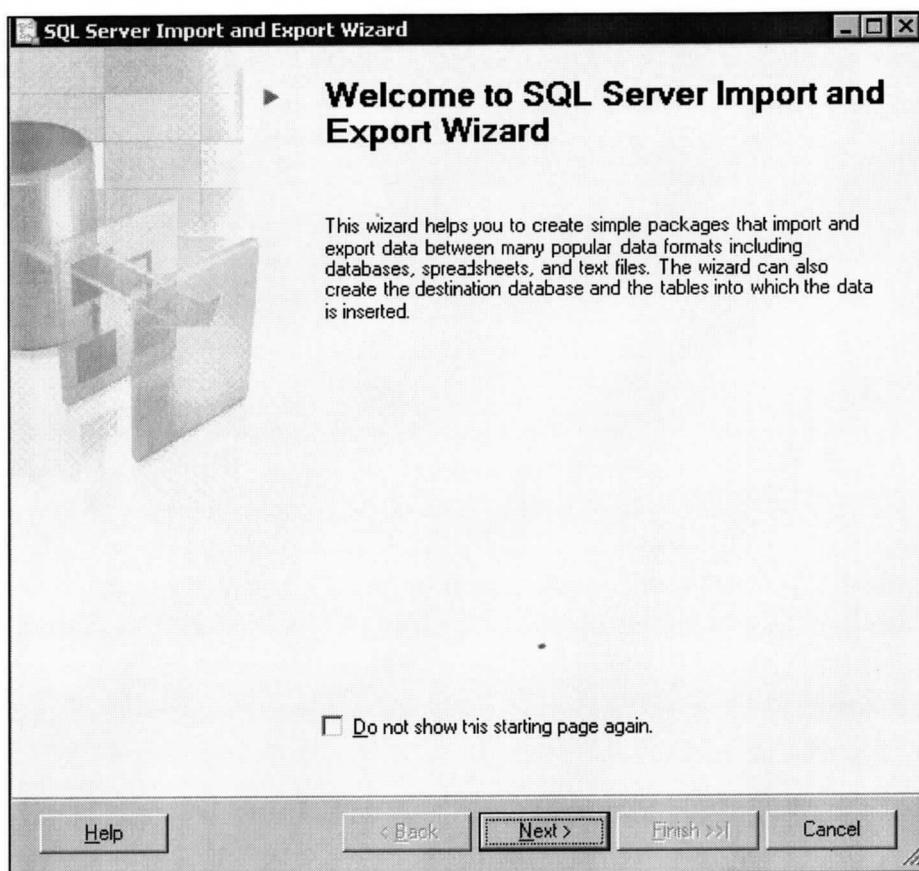 SQL Server Import and Export Wizard
Welcome to SQL Server Import and
Export Wizard
This wizard helps you to create simple packages that import and
export data between many popular data formats including
databases, spreadsheets, and text files. The wizard can also
create the destination database and the tables into which the data
is inserted.
Do not show this starting page again.
Help
< Back
Next >
Finish >>|
Cancel